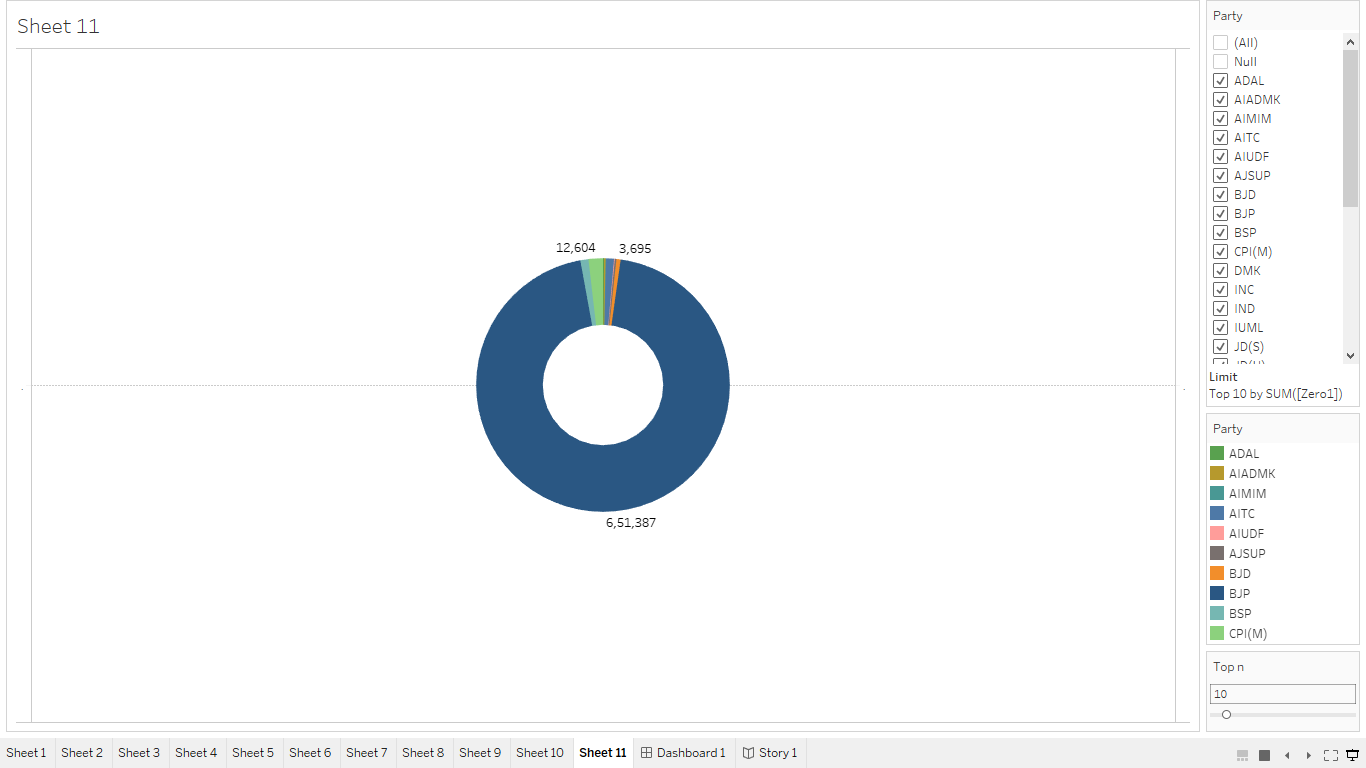 Sheet 11
12,604
3,695
6,51,387
Party
(All)
Null
ADAL
AIADMK
AIMIM
AITC
AIUDF
AJSUP
BJD
BJP
BSP
CPI(M)
DMK
INC
IND
IUML
JD(S)
Limit
Top 10 by SUM([Zero1])
Party
ADAL
AIADMK
AIMIM
AITC
AIUDF
AJSUP
BJD
BJP
BSP
CPI(M)
Top n
10
Sheet 1 Sheet 2 Sheet 3 Sheet 4 Sheet 5 Sheet 6 Sheet 7 Sheet 8 Sheet 9 Sheet 10 Sheet 11 Dashboard 1 Story 1